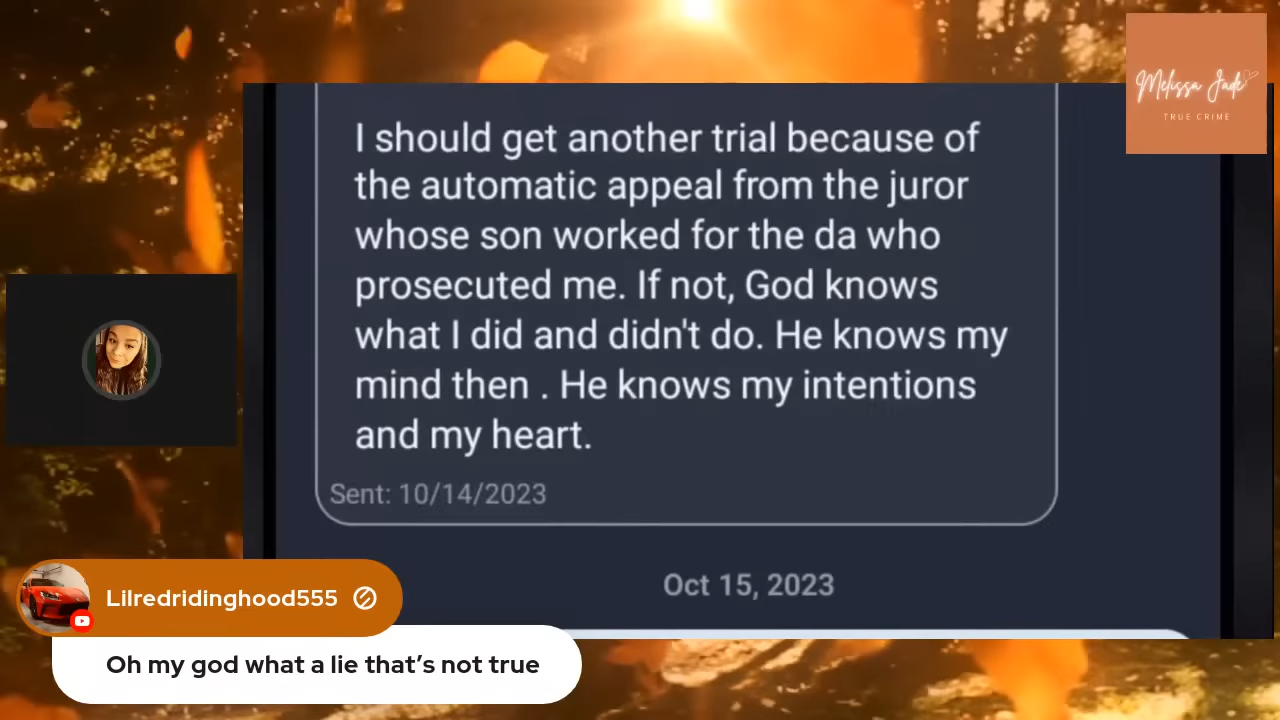 Melissa Jade
TRUE CRIME
I should get another trial because of
the automatic appeal from the juror
whose son worked for the da who
prosecuted me. If not, God knows
what I did and didn't do. He knows my
mind then . He knows my intentions
and my heart.
Sent: 10/14/2023
Oct 15, 2023
Lilredridinghood555
Oh my god what a lie that’s not true